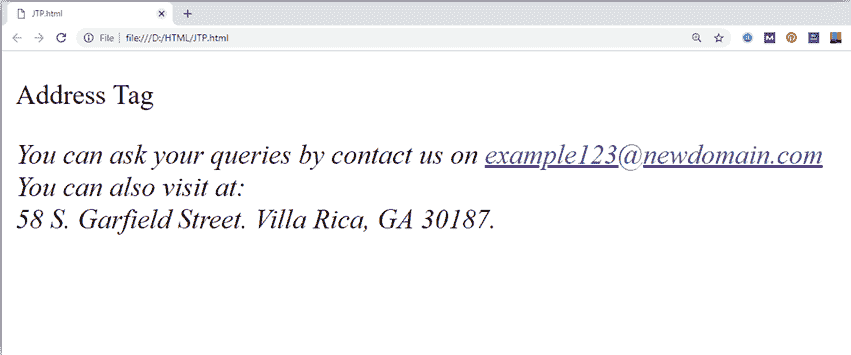 JTP.html
File | file:///D:/HTML/JTP.html
Address Tag
You can ask your queries by contact us on example123@newdomain.com
You can also visit at:
58 S. Garfield Street. Villa Rica, GA 30187.